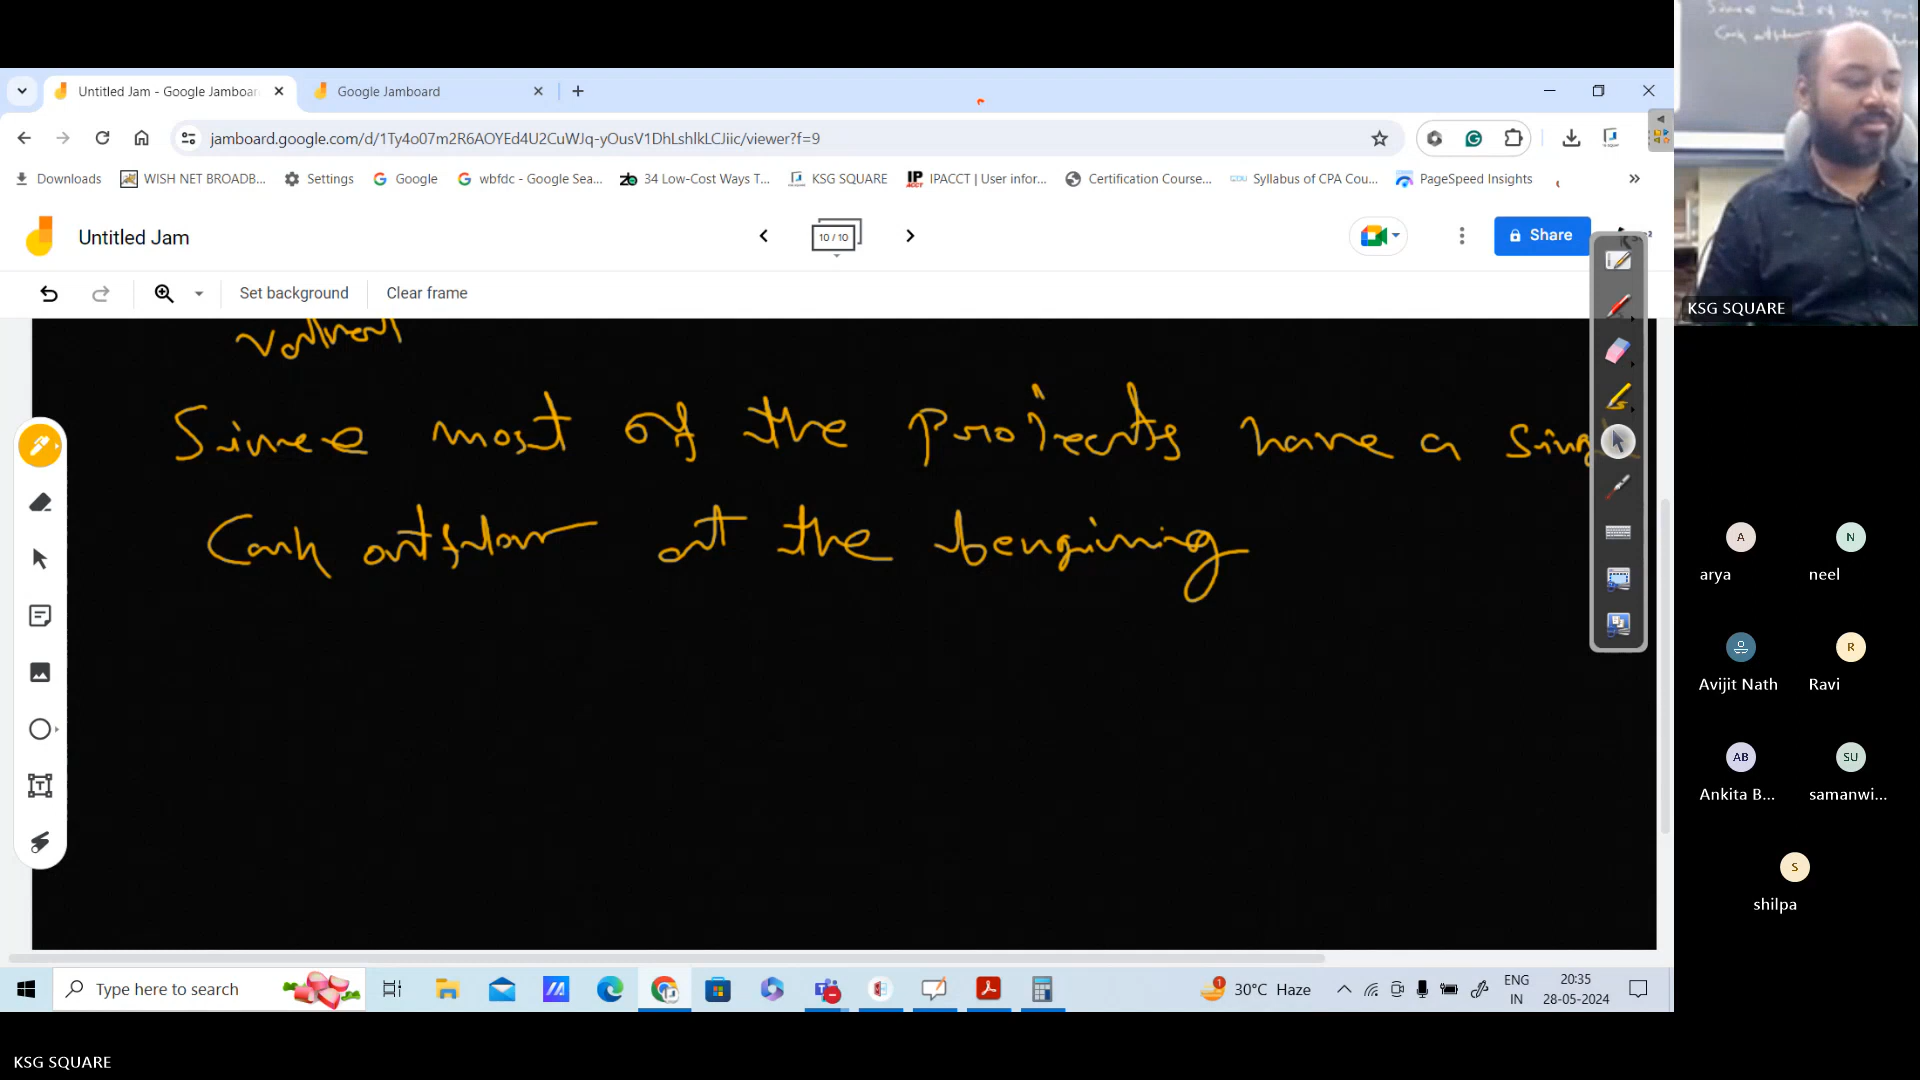 Untitled Jam - Google Jamboar
Google Jamboard
jamboard.google.com/d/1Ty4o07m2R6AOYEd4U2CuWJq-yOusV1DhLshlkLCJiic/viewer?f=9
Downloads WISH NET BROADB... Settings Google wbfdc - Google Sea... 34 Low-Cost Ways T... KSG SQUARE IPACCT | User infor... Certification Course... Syllabus of CPA Cou... PageSpeed Insights
Untitled Jam
10 / 10
Share
Set background
Clear frame
Since most of the projects have a sing
Cash outflow at the bengining
KSG SQUARE
A
arya
N
neel
Avijit Nath
R
Ravi
AB
Ankita B...
SU
samanwi...
S
shilpa
Type here to search
30°C Haze
ENG
IN
20:35
28-05-2024
KSG SQUARE